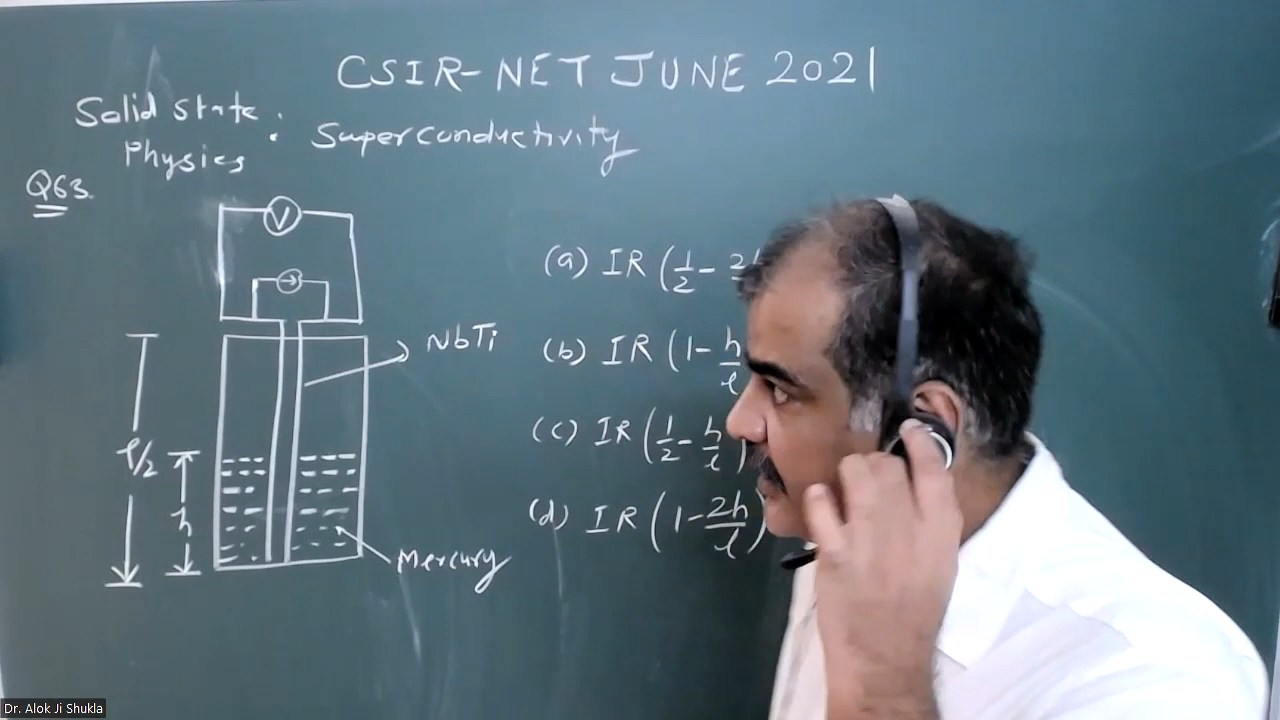 CSIR-NET JUNE 2021
Solid State Physics : Superconductivity
Q63.
V
NbTi
l/2
h
Mercury
(a) IR (1/2 - 2
(b) IR (1 - h/l
(c) IR (1/2 - h/l)
(d) IR (1 - 2h/l)
Dr. Alok Ji Shukla